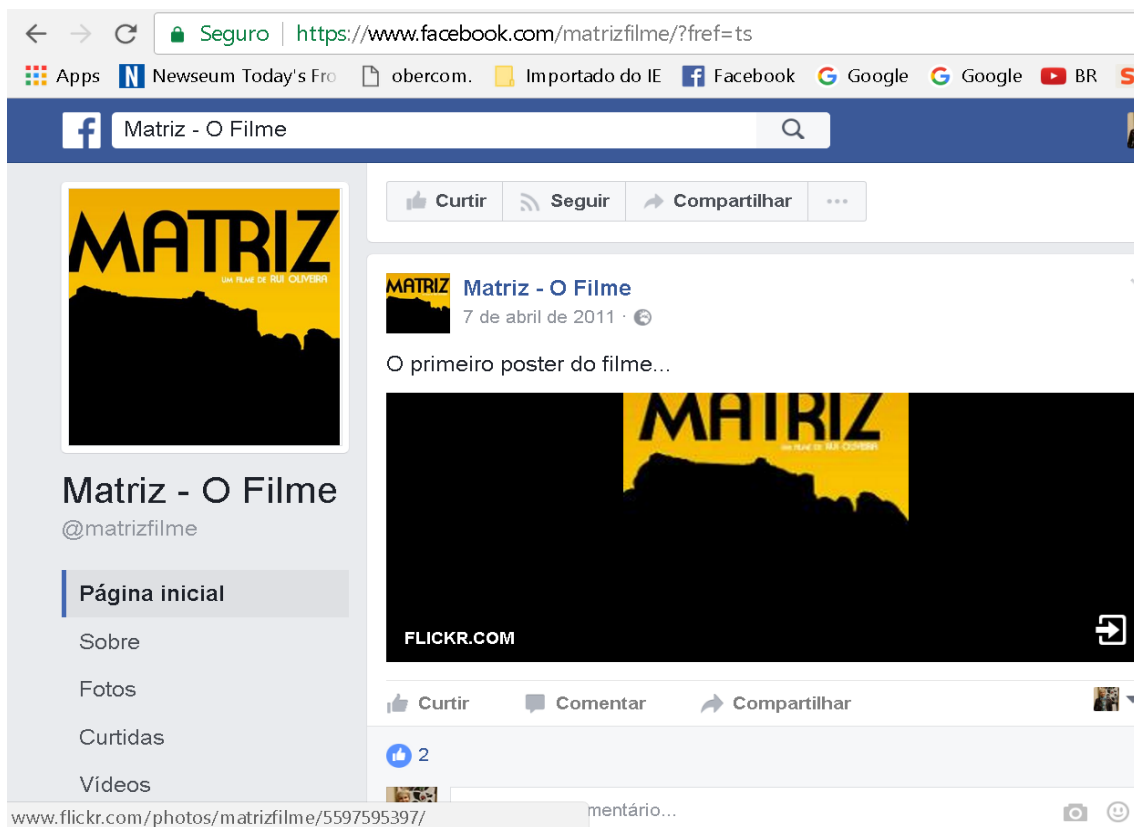 Seguro | https://www.facebook.com/matrizfilme/?fref=ts
Apps N Newseum Today's Fro obercom. Importado do IE Facebook Google Google BR S
f Matriz - O Filme
MATRIZ
UM FILME DE RUI OLIVEIRA
Matriz - O Filme
@matrizfilme
Página inicial
Sobre
Fotos
Curtidas
Vídeos
Curtir Seguir Compartilhar ...
MATRIZ
Matriz - O Filme
7 de abril de 2011 ·
O primeiro poster do filme...
MATRIZ
UM FILME DE RUI OLIVEIRA
FLICKR.COM
Curtir Comentar Compartilhar
2
mentário...
www.flickr.com/photos/matrizfilme/5597595397/